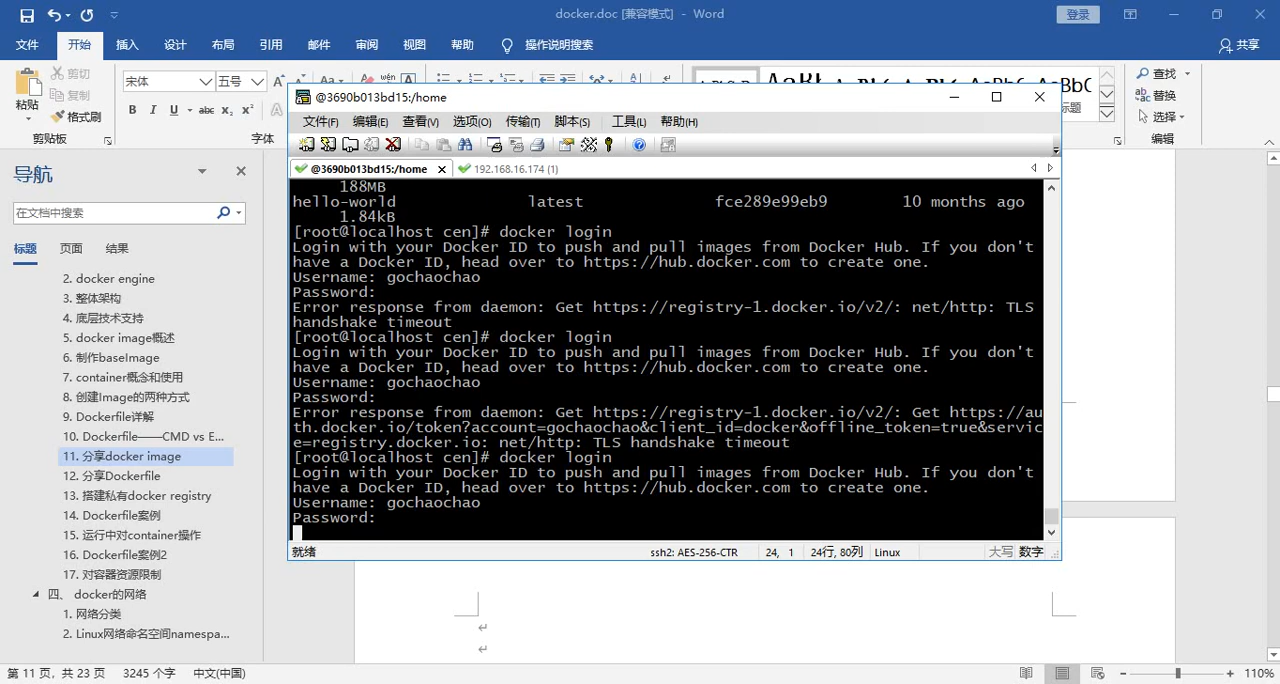 docker.doc [兼容模式] - Word
登录
文件 开始 插入 设计 布局 引用 邮件 审阅 视图 帮助 操作说明搜索 共享
粘贴
剪切
复制
格式刷
剪贴板
宋体 五号
B I U abc X₂ X²
字体
查找
替换
选择
编辑
导航
在文档中搜索
标题 页面 结果
2. docker engine
3. 整体架构
4. 底层技术支持
5. docker image概述
6. 制作baseImage
7. container概念和使用
8. 创建Image的两种方式
9. Dockerfile详解
10. Dockerfile——CMD vs E...
11. 分享docker image
12. 分享Dockerfile
13. 搭建私有docker registry
14. Dockerfile案例
15. 运行中对container操作
16. Dockerfile案例2
17. 对容器资源限制
四、 docker的网络
1. 网络分类
2. Linux网络命名空间namespa...
@3690b013bd15:/home
文件(F) 编辑(E) 查看(V) 选项(O) 传输(T) 脚本(S) 工具(L) 帮助(H)
@3690b013bd15:/home 192.168.16.174 (1)
188MB
hello-world latest fce289e99eb9 10 months ago
1.84kB
[root@localhost cen]# docker login
Login with your Docker ID to push and pull images from Docker Hub. If you don't
have a Docker ID, head over to https://hub.docker.com to create one.
Username: gochaochao
Password:
Error response from daemon: Get https://registry-1.docker.io/v2/: net/http: TLS
handshake timeout
[root@localhost cen]# docker login
Login with your Docker ID to push and pull images from Docker Hub. If you don't
have a Docker ID, head over to https://hub.docker.com to create one.
Username: gochaochao
Password:
Error response from daemon: Get https://registry-1.docker.io/v2/: Get https://au
th.docker.io/token?account=gochaochao&client_id=docker&offline_token=true&servic
e=registry.docker.io: net/http: TLS handshake timeout
[root@localhost cen]# docker login
Login with your Docker ID to push and pull images from Docker Hub. If you don't
have a Docker ID, head over to https://hub.docker.com to create one.
Username: gochaochao
Password:
就绪 ssh2: AES-256-CTR 24, 1 24行, 80列 Linux 大写 数字
第 11 页，共 23 页 3245 个字 中文(中国) 110%